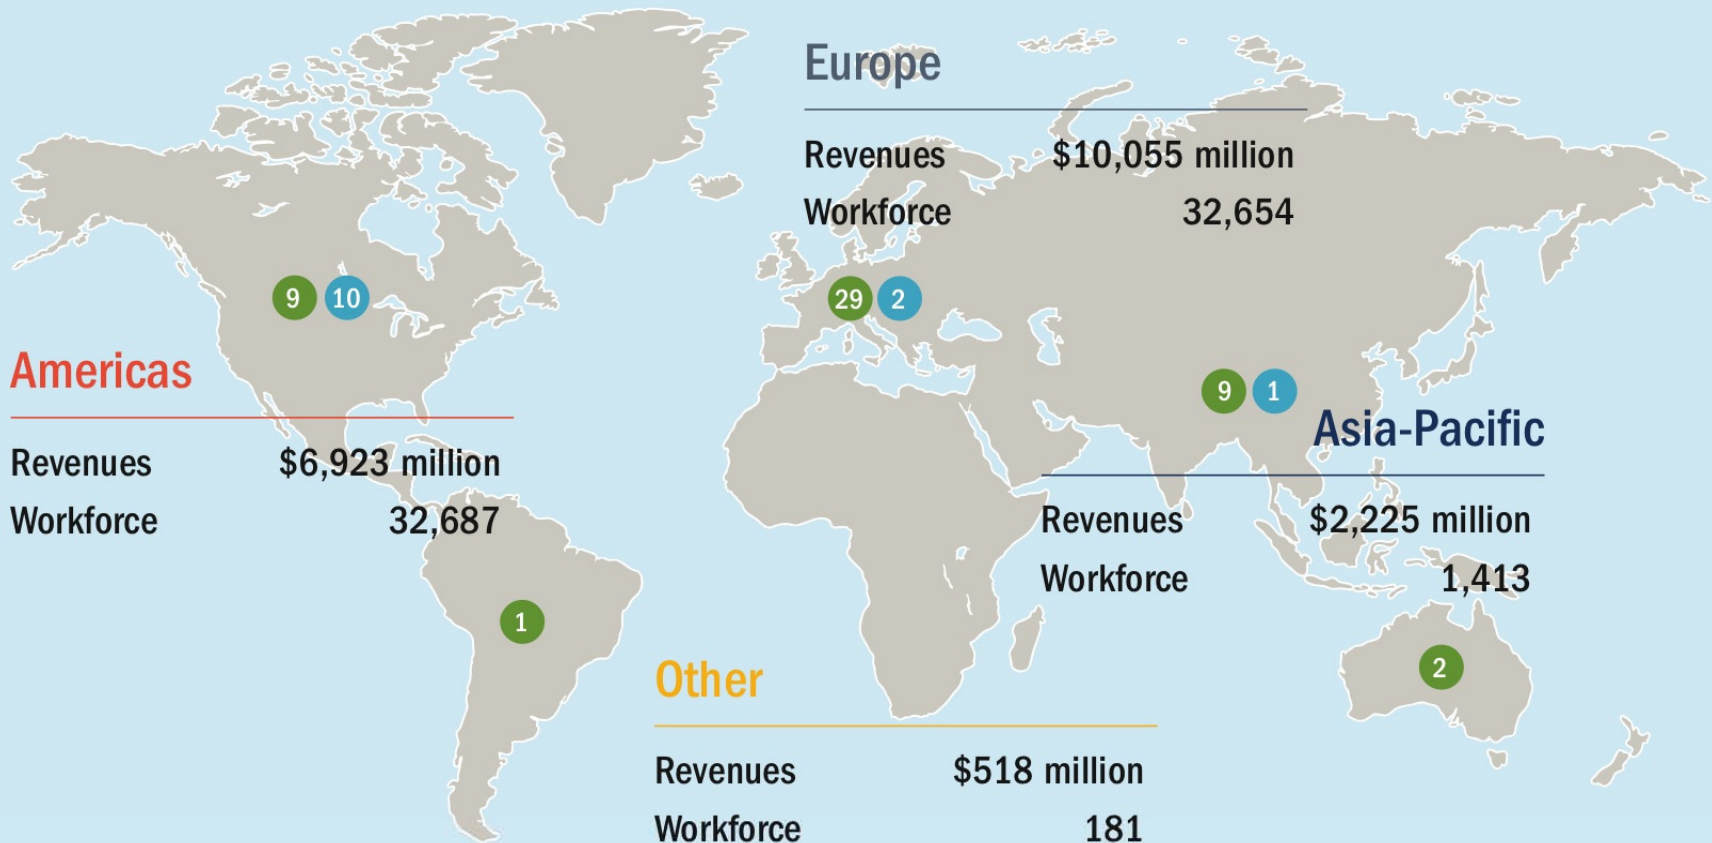 Europe
Revenues $10,055 million
Workforce 32,654
9 10
29 2
Americas
Revenues $6,923 million
Workforce 32,687
9 1
Asia-Pacific
Revenues $2,225 million
Workforce 1,413
1
2
Other
Revenues $518 million
Workforce 181